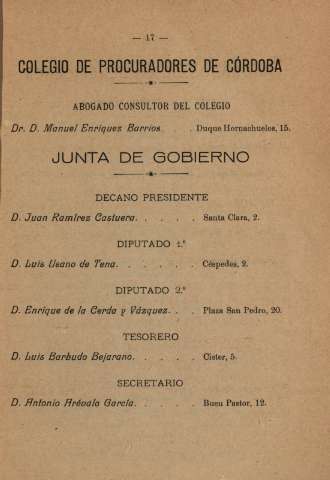 — 17 —
COLEGIO DE PROCURADORES DE CÓRDOBA
ABOGADO CONSULTOR DEL COLEGIO
Dr. D. Manuel Enríquez Barrios. . . Duque Hornachuelos, 15.
JUNTA DE GOBIERNO
DECANO PRESIDENTE
D. Juan Ramírez Castuera. . . . . Santa Clara, 2.
DIPUTADO 1.º
D. Luis Usano de Tena. . . . . . Céspedes, 2.
DIPUTADO 2.º
D. Enrique de la Cerda y Vázquez. . . Plaza San Pedro, 20.
TESORERO
D. Luis Barbudo Bejarano. . . . . Cister, 5.
SECRETARIO
D. Antonio Arévalo García. . . . . Buen Pastor, 12.